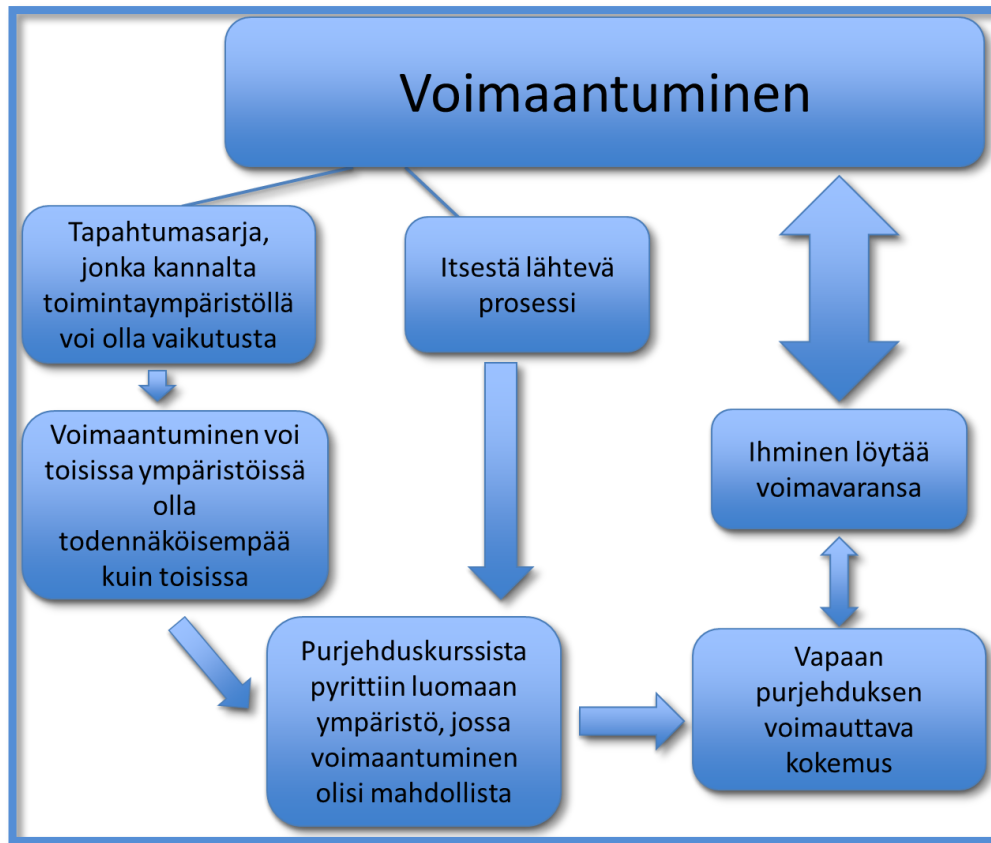 Voimaantuminen
Tapahtumasarja,
jonka kannalta
toimintaympäristöllä
voi olla vaikutusta
Itsestä lähtevä
prosessi
Voimaantuminen voi
toisissa ympäristöissä
olla
todennäköisempää
kuin toisissa
Ihminen löytää
voimavaransa
Purjehduskurssista
pyrittiin luomaan
ympäristö, jossa
voimaantuminen
olisi mahdollista
Vapaan
purjehduksen
voimauttava
kokemus